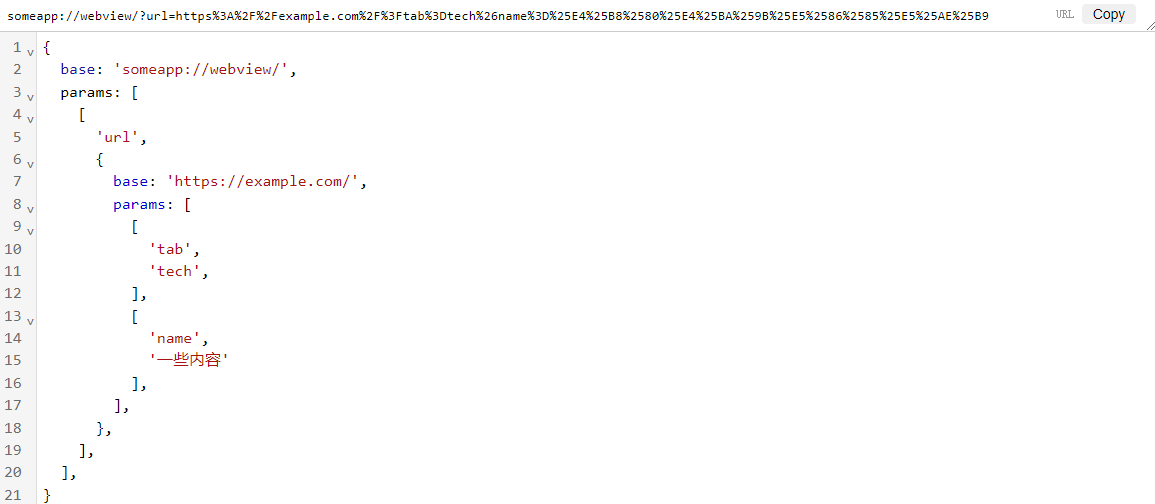 someapp://webview/?url=https%3A%2F%2Fexample.com%2F%3Ftab%3Dtech%26name%3D%25E4%25B8%2580%25E4%25BA%259B%25E5%2586%2585%25E5%25AE%25B9 URL Copy
1 v {
2 base: 'someapp://webview/',
3 v params: [
4 v [
5 'url',
6 v {
7 base: 'https://example.com/',
8 v params: [
9 v [
10 'tab',
11 'tech',
12 ],
13 v [
14 'name',
15 '一些内容'
16 ],
17 ],
18 },
19 ],
20 ],
21 }